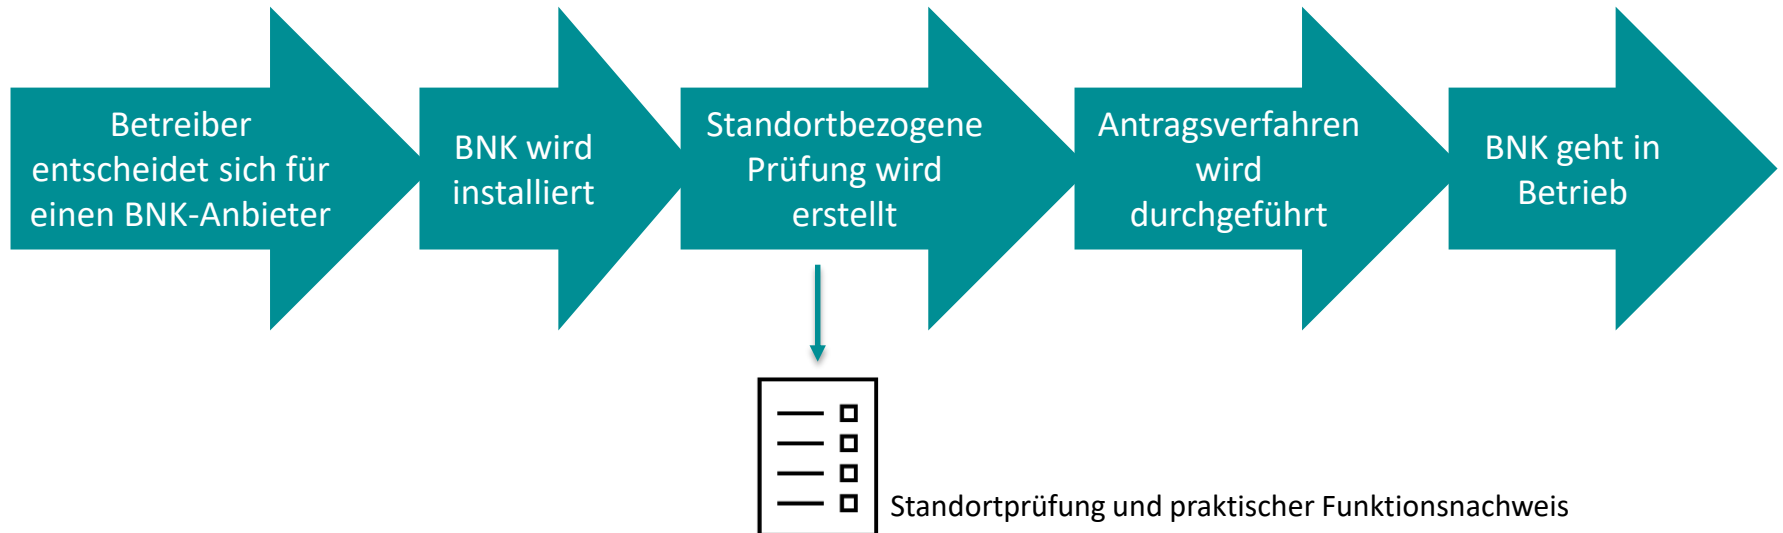 Betreiber
entscheidet sich für
einen BNK-Anbieter
BNK wird
installiert
Standortbezogene
Prüfung wird
erstellt
Antragsverfahren
wird
durchgeführt
BNK geht in
Betrieb
Standortprüfung und praktischer Funktionsnachweis